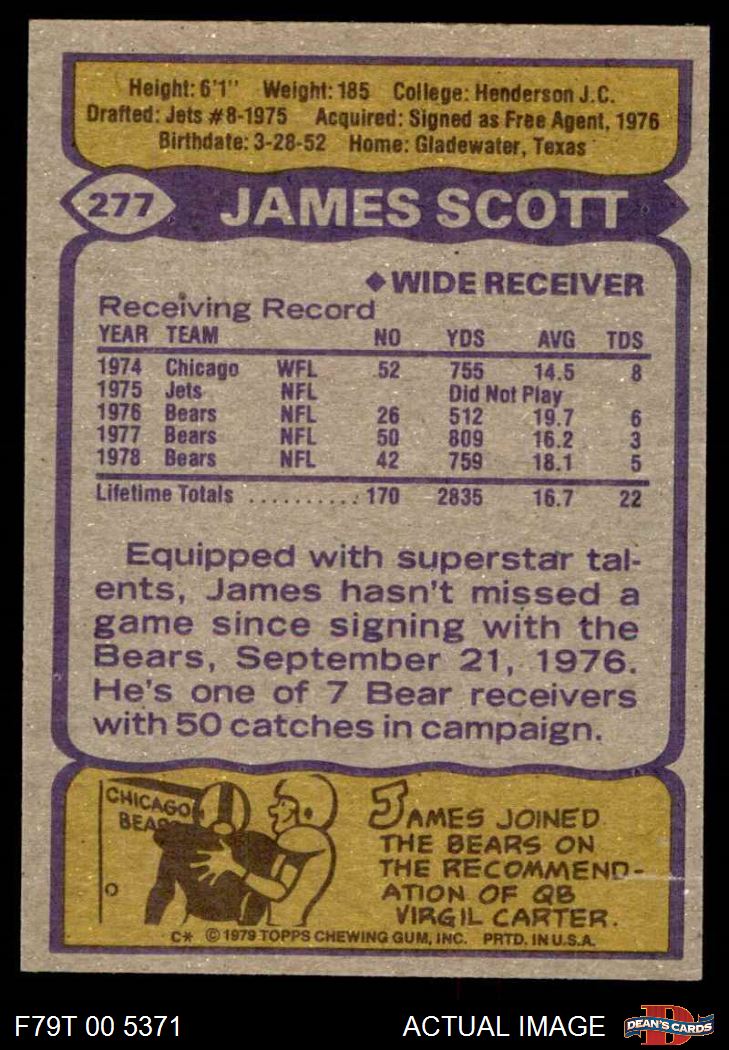 Height: 6'1" Weight: 185 College: Henderson J.C.
Drafted: Jets #8-1975 Acquired: Signed as Free Agent, 1976
Birthdate: 3-28-52 Home: Gladewater, Texas
277 JAMES SCOTT
◆WIDE RECEIVER
Receiving Record
YEAR TEAM NO YDS AVG TDS
1974 Chicago WFL 52 755 14.5 8
1975 Jets NFL Did Not Play
1976 Bears NFL 26 512 19.7 6
1977 Bears NFL 50 809 16.2 3
1978 Bears NFL 42 759 18.1 5
Lifetime Totals .......... 170 2835 16.7 22
Equipped with superstar tal-
ents, James hasn't missed a
game since signing with the
Bears, September 21, 1976.
He's one of 7 Bear receivers
with 50 catches in campaign.
CHICAGO
BEA
JAMES JOINED
THE BEARS ON
THE RECOMMEND-
ATION OF QB
VIRGIL CARTER.
C* © 1979 TOPPS CHEWING GUM, INC. PRTD. IN U.S.A.
F79T 00 5371 ACTUAL IMAGE D DEAN'S CARDS